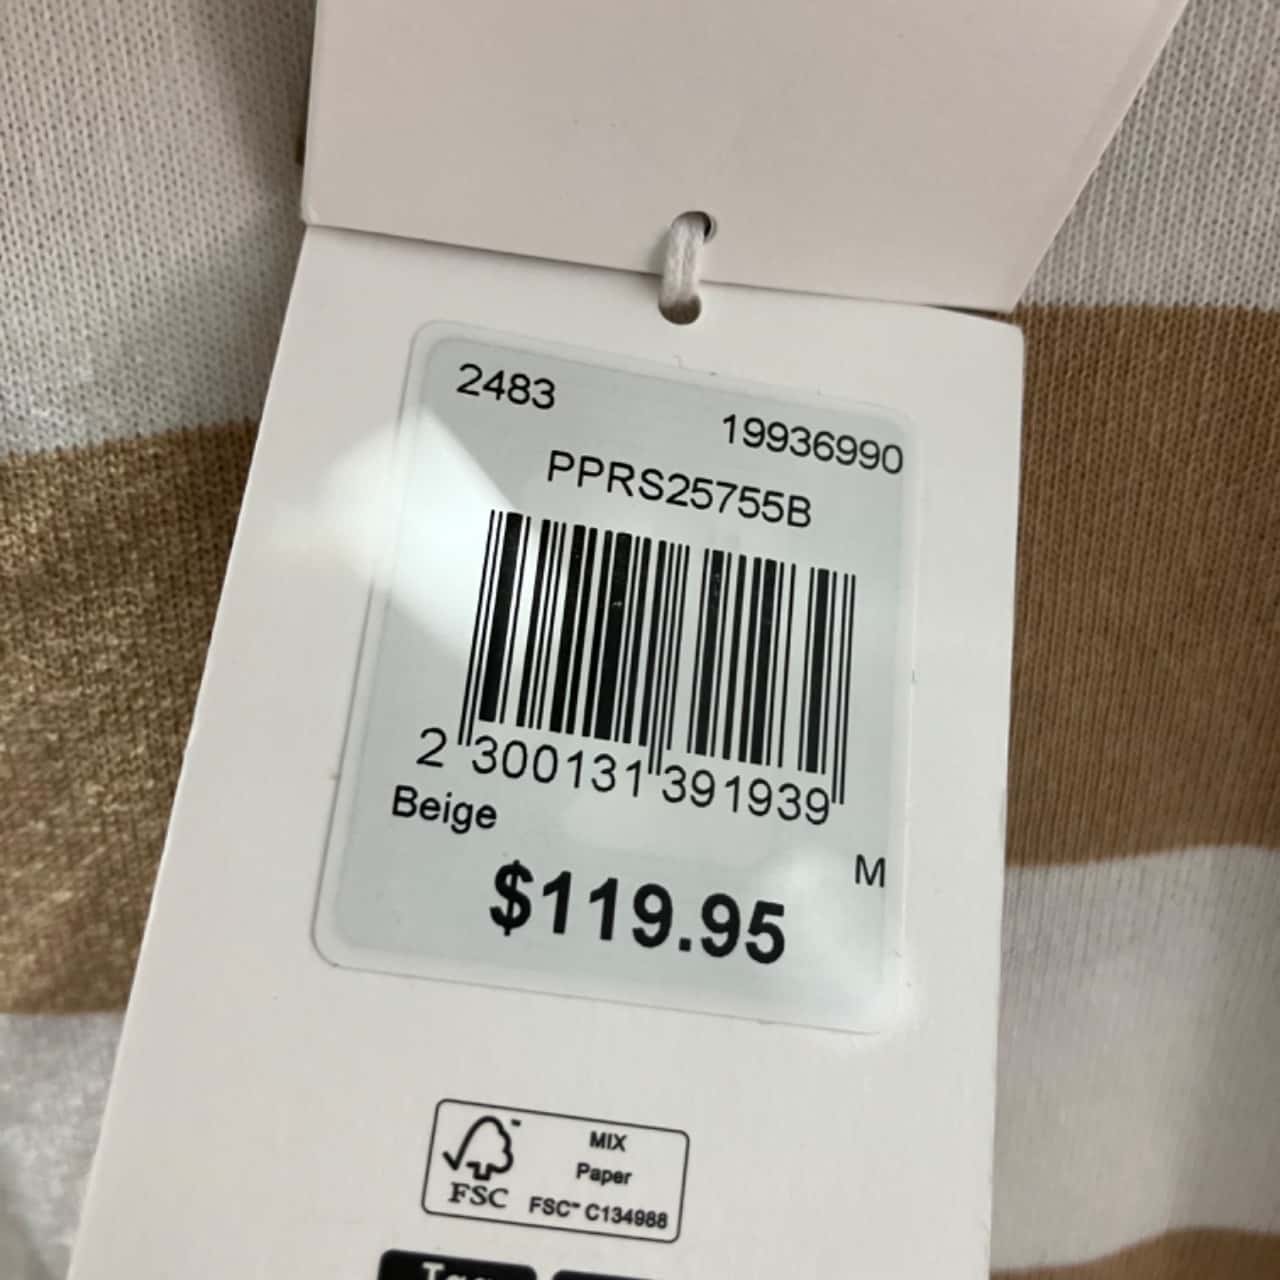 2483
19936990
PPRS25755B
2 300131 391939
Beige
M
$119.95
MIX
Paper
FSC™ C134988
FSC